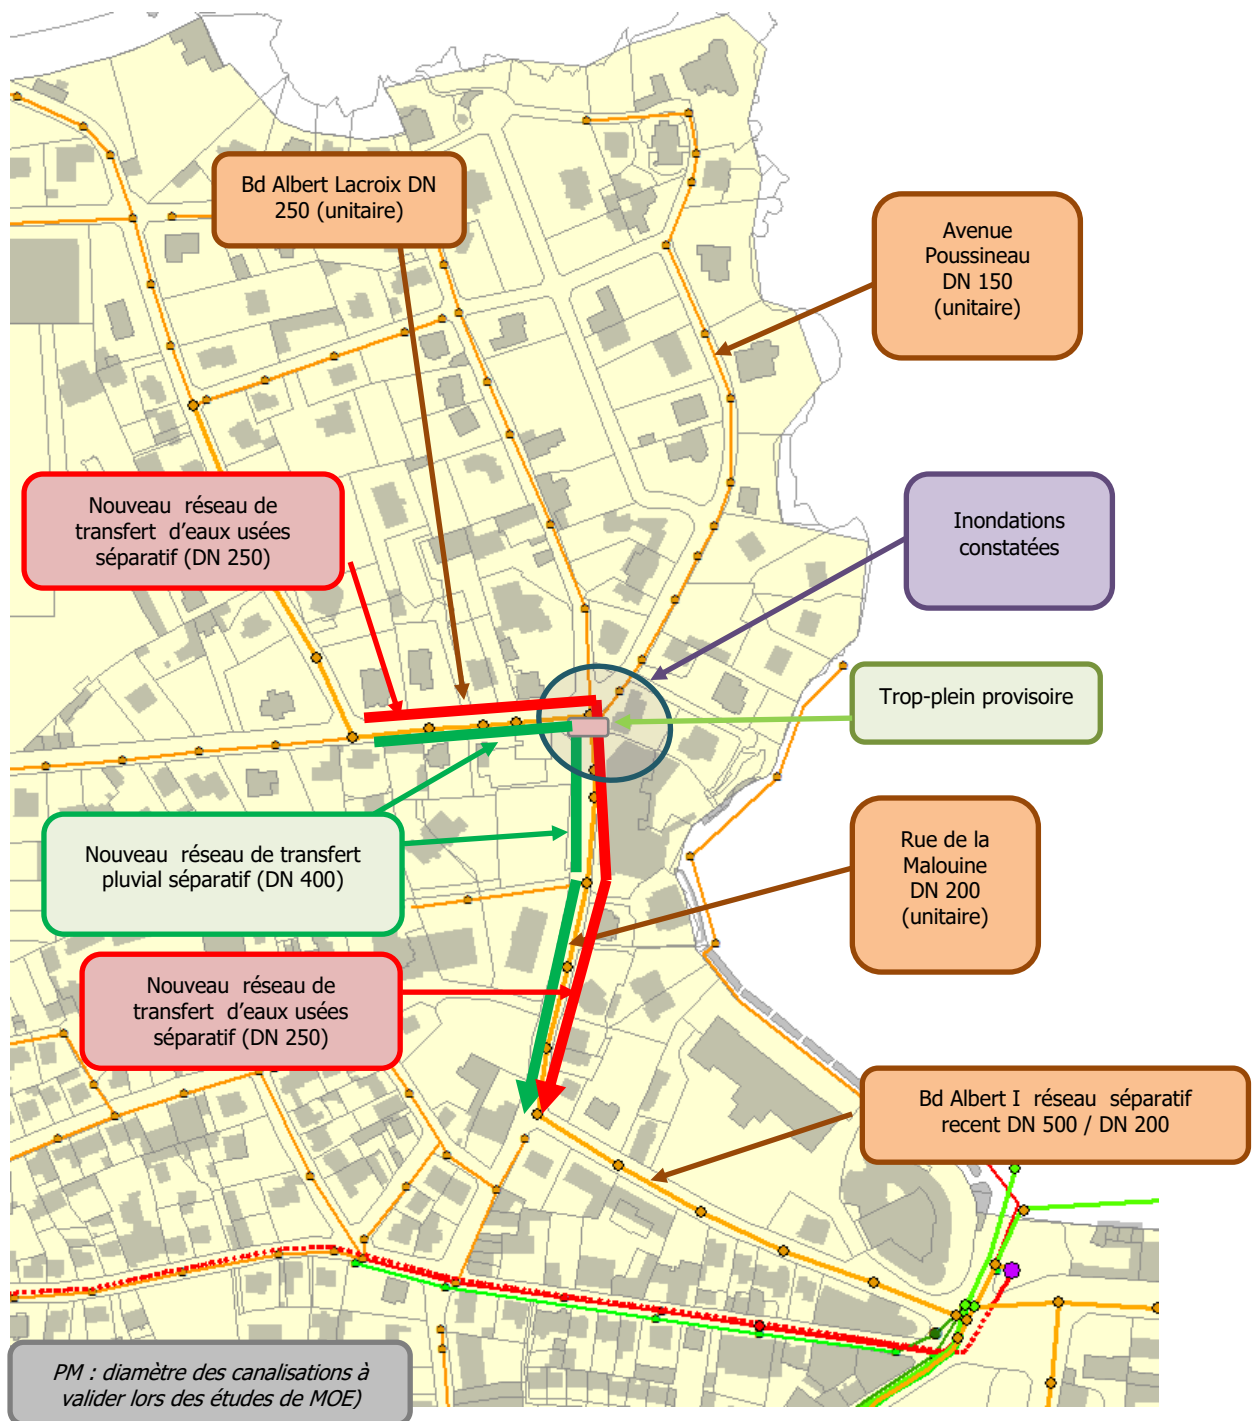 Bd Albert Lacroix DN
250 (unitaire)
Avenue
Poussineau
DN 150
(unitaire)
Nouveau réseau de
transfert d'eaux usées
séparatif (DN 250)
Inondations
constatées
Trop-plein provisoire
Nouveau réseau de transfert
pluvial séparatif (DN 400)
Rue de la
Malouine
DN 200
(unitaire)
Nouveau réseau de
transfert d'eaux usées
séparatif (DN 250)
Bd Albert I réseau séparatif
recent DN 500 / DN 200
PM : diamètre des canalisations à
valider lors des études de MOE)